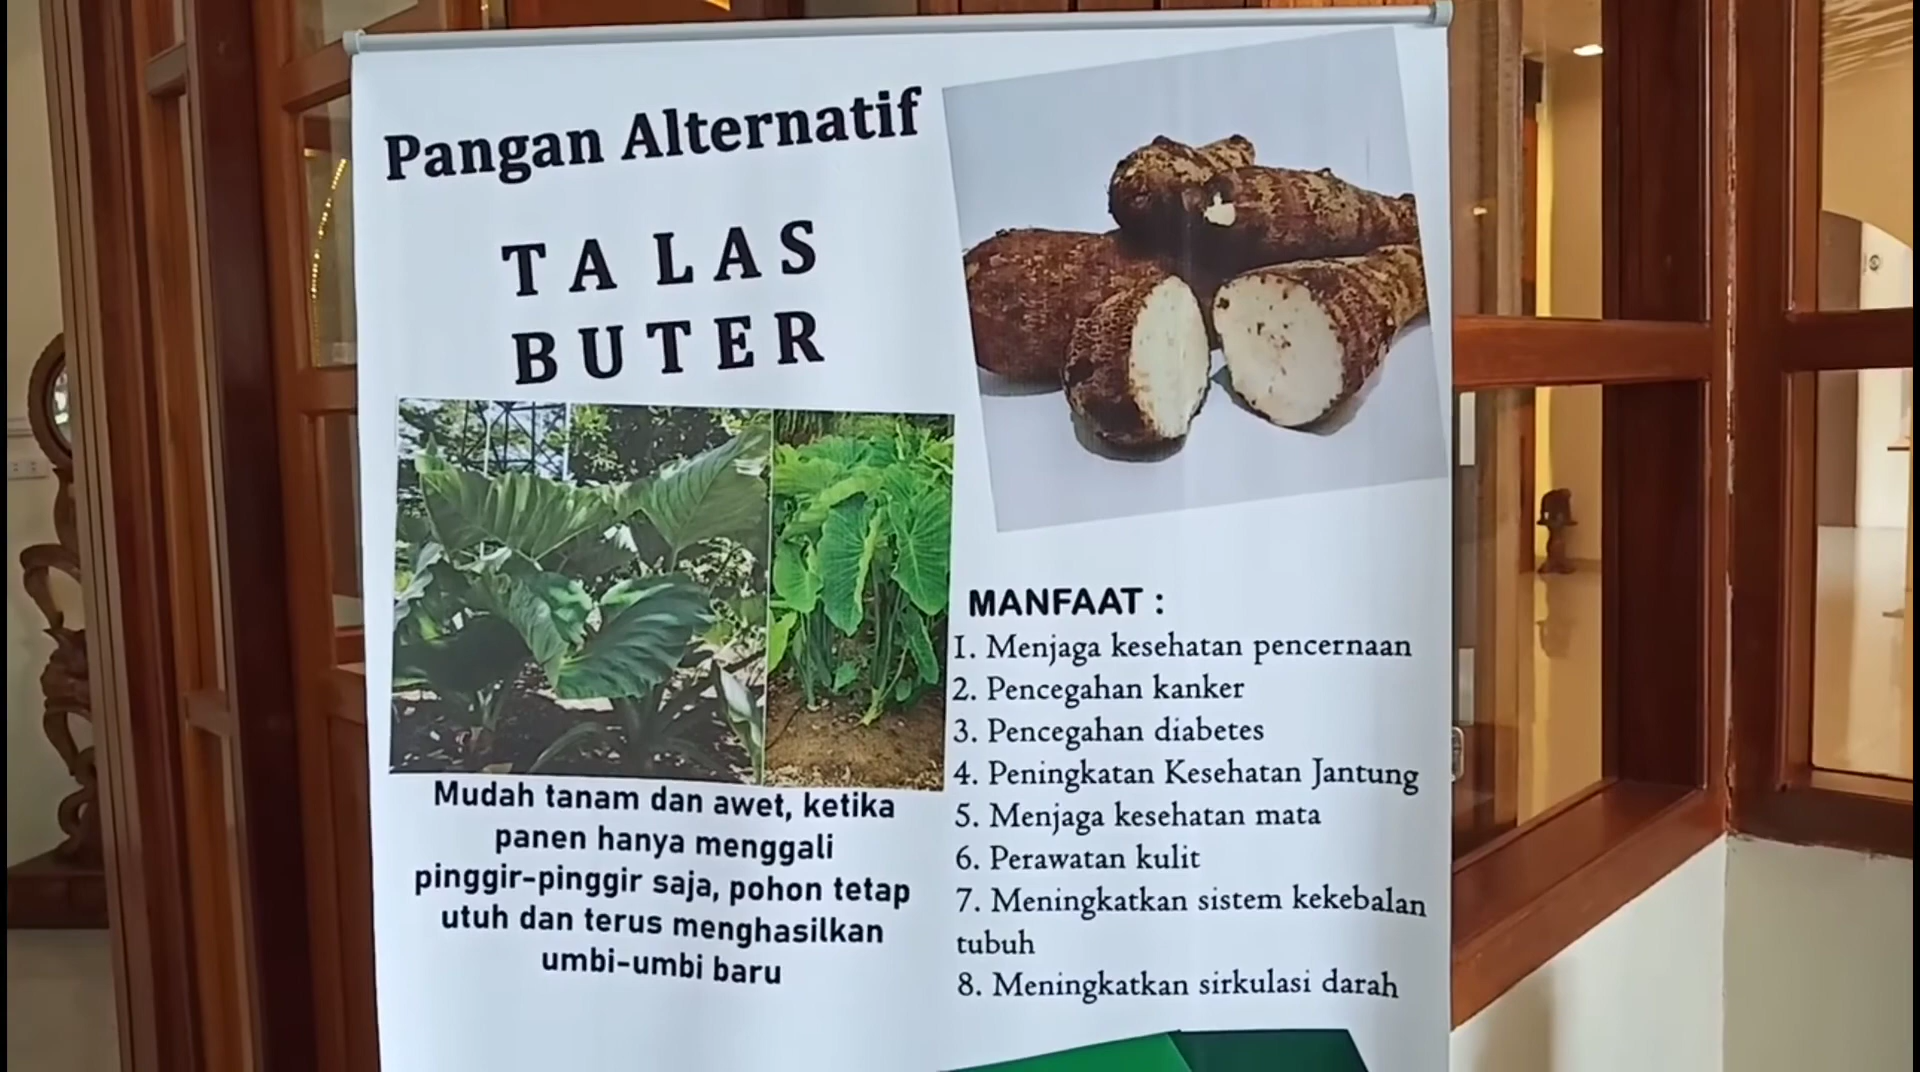 Pangan Alternatif
TALAS
BUTER
Mudah tanam dan awet, ketika
panen hanya menggali
pinggir-pinggir saja, pohon tetap
utuh dan terus menghasilkan
umbi-umbi baru
MANFAAT :
1. Menjaga kesehatan pencernaan
2. Pencegahan kanker
3. Pencegahan diabetes
4. Peningkatan Kesehatan Jantung
5. Menjaga kesehatan mata
6. Perawatan kulit
7. Meningkatkan sistem kekebalan
tubuh
8. Meningkatkan sirkulasi darah